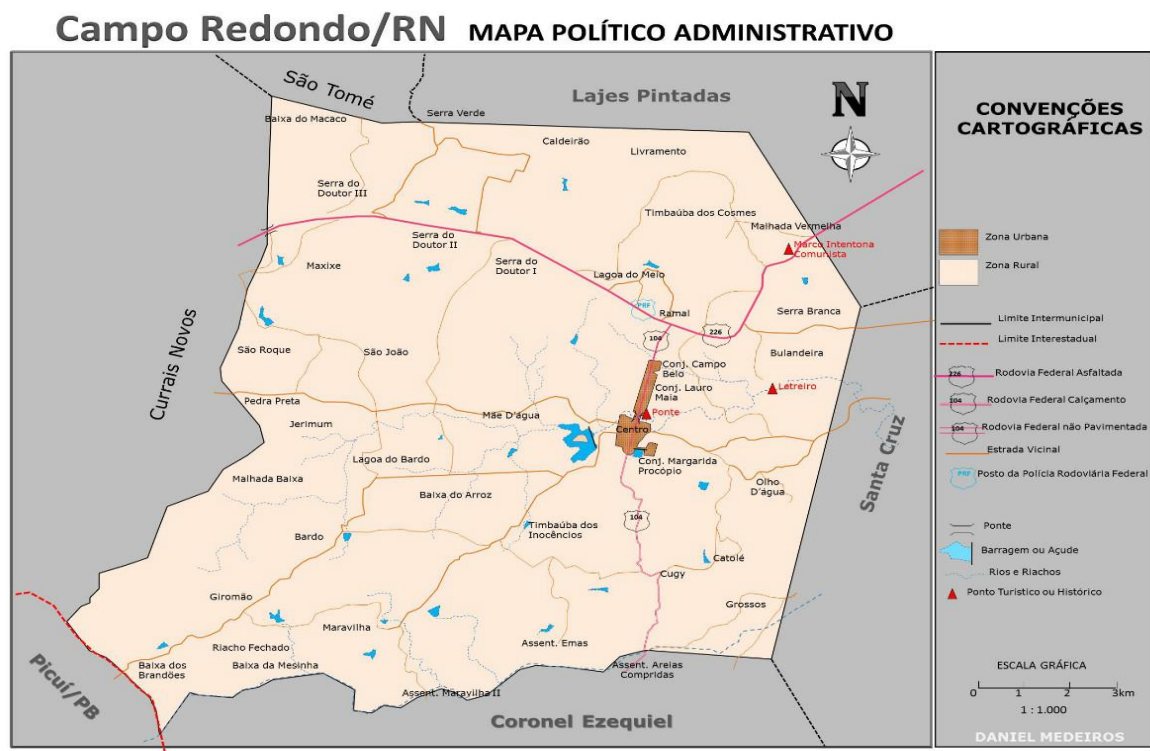 Campo Redondo/RN MAPA POLÍTICO ADMINISTRATIVO
São Tomé
Lajes Pintadas
Serra Verde
Baixa do Macaco
Caldeirão
Livramento
N
Serra do
Doutor III
Timbaúba dos Cosmes
Malhada Vermelha
Serra do
Doutor II
Marco Intentona
Comunista
Serra do
Doutor I
Maxixe
Lagoa do Meio
PRF
Ramal
Serra Branca
104
226
São Roque
São João
Bulandeira
Conj. Campo
Belo
Conj. Lauro
Maia
Letreiro
Currais Novos
Pedra Preta
Mãe D'água
Ponte
Jerimum
Centro
Lagoa do Bardo
Conj. Margarida
Procópio
Santa Cruz
Malhada Baixa
Olho
D'água
Baixa do Arroz
104
Timbaúba dos
Inocêncios
Bardo
Catolé
Cugy
Giromão
Grossos
Maravilha
Riacho Fechado
Assent. Emas
Baixa dos
Brandões
Baixa da Mesinha
Assent. Areias
Compridas
Assent. Maravilha II
Picuí/PB
Coronel Ezequiel
CONVENÇÕES
CARTOGRÁFICAS
Zona Urbana
Zona Rural
Limite Intermunicipal
Limite Interestadual
226 Rodovia Federal Asfaltada
104 Rodovia Federal Calçamento
104 Rodovia Federal não Pavimentada
Estrada Vicinal
PRF Posto da Polícia Rodoviária Federal
Ponte
Barragem ou Açude
Rios e Riachos
Ponto Turistico ou Histórico
ESCALA GRÁFICA
0 1 2 3km
1 : 1.000
DANIEL MEDEIROS